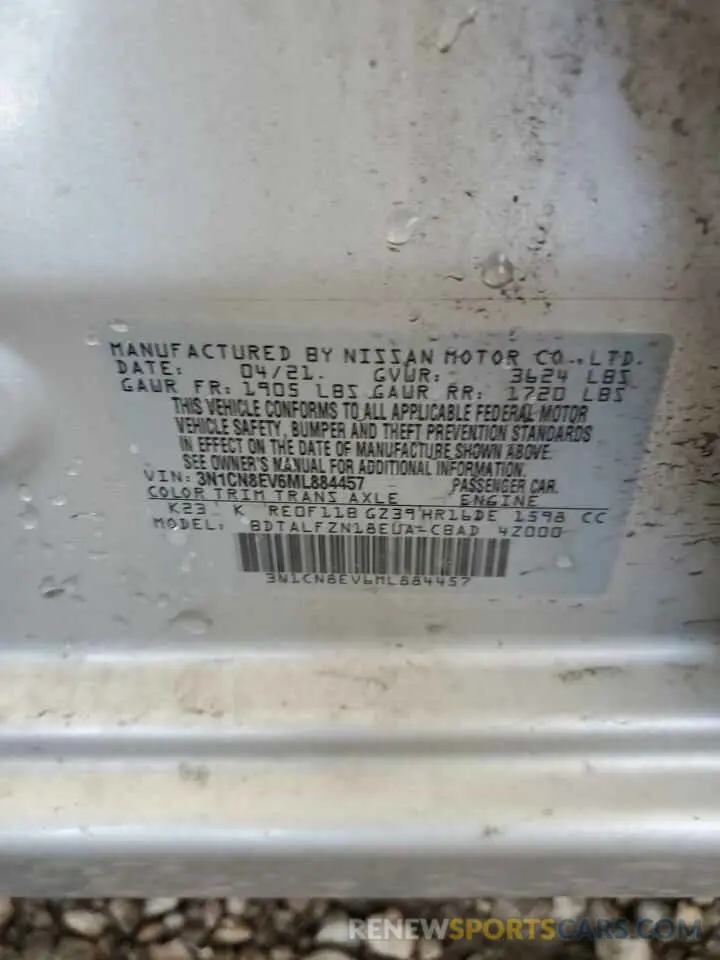 MANUFACTURED BY NISSAN MOTOR CO., LTD.
DATE: 04/21 GVWR: 3624 LBS
GAWR FR: 1905 LBS GAWR RR: 1720 LBS
THIS VEHICLE CONFORMS TO ALL APPLICABLE FEDERAL MOTOR
VEHICLE SAFETY, BUMPER AND THEFT PREVENTION STANDARDS
IN EFFECT ON THE DATE OF MANUFACTURE SHOWN ABOVE.
SEE OWNER'S MANUAL FOR ADDITIONAL INFORMATION.
VIN: 3N1CN8EV6ML884457 PASSENGER CAR.
COLOR TRIM TRANS AXLE ENGINE
K23 K RE0F11B GZ39 HR16DE 1598 CC
MODEL: BDTALFZN18EUA-CBAD 4Z000
3N1CN8EV6ML884457
RENEWSPORTSCARS.COM